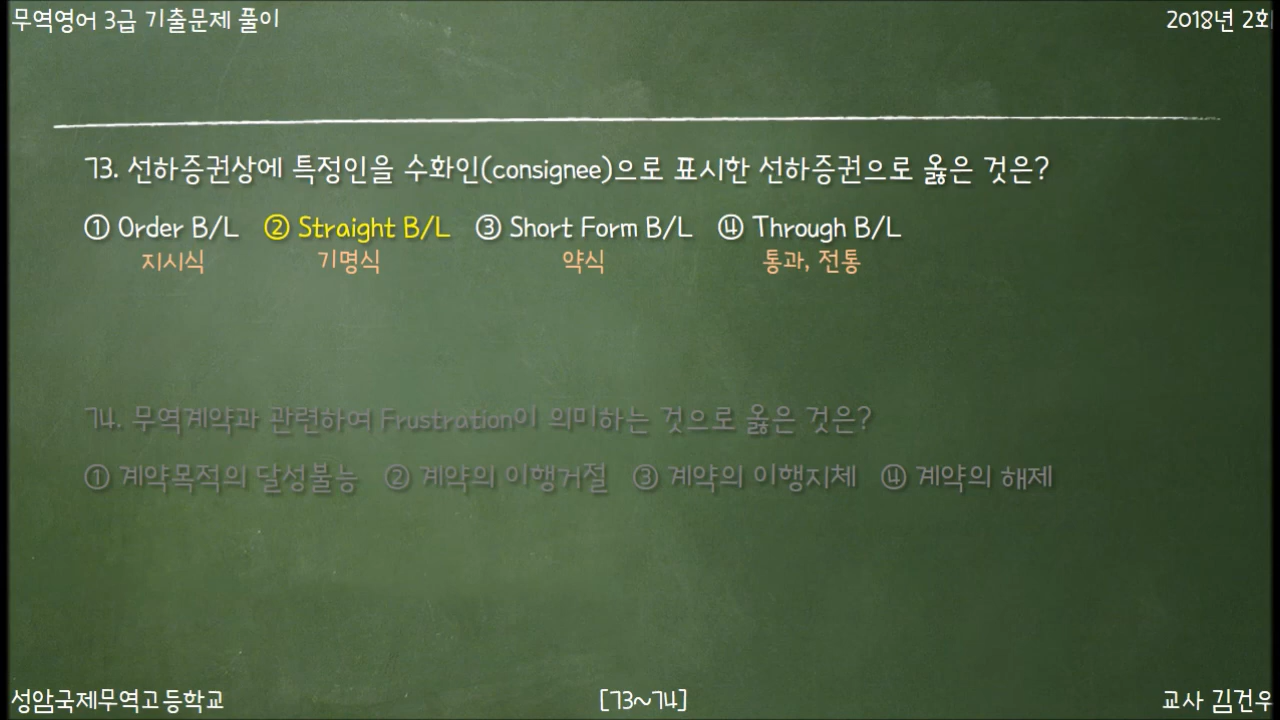 무역영어 3급 기출문제 풀이
2018년 2회
73. 선하증권상에 특정인을 수화인(consignee)으로 표시한 선하증권으로 옳은 것은?
① Order B/L ② Straight B/L ③ Short Form B/L ④ Through B/L
지시식 기명식 약식 통과, 전통
74. 무역계약과 관련하여 Frustration이 의미하는 것으로 옳은 것은?
① 계약목적의 달성불능 ② 계약의 이행거절 ③ 계약의 이행지체 ④ 계약의 해제
성암국제무역고등학교
[73~74]
교사 김건우